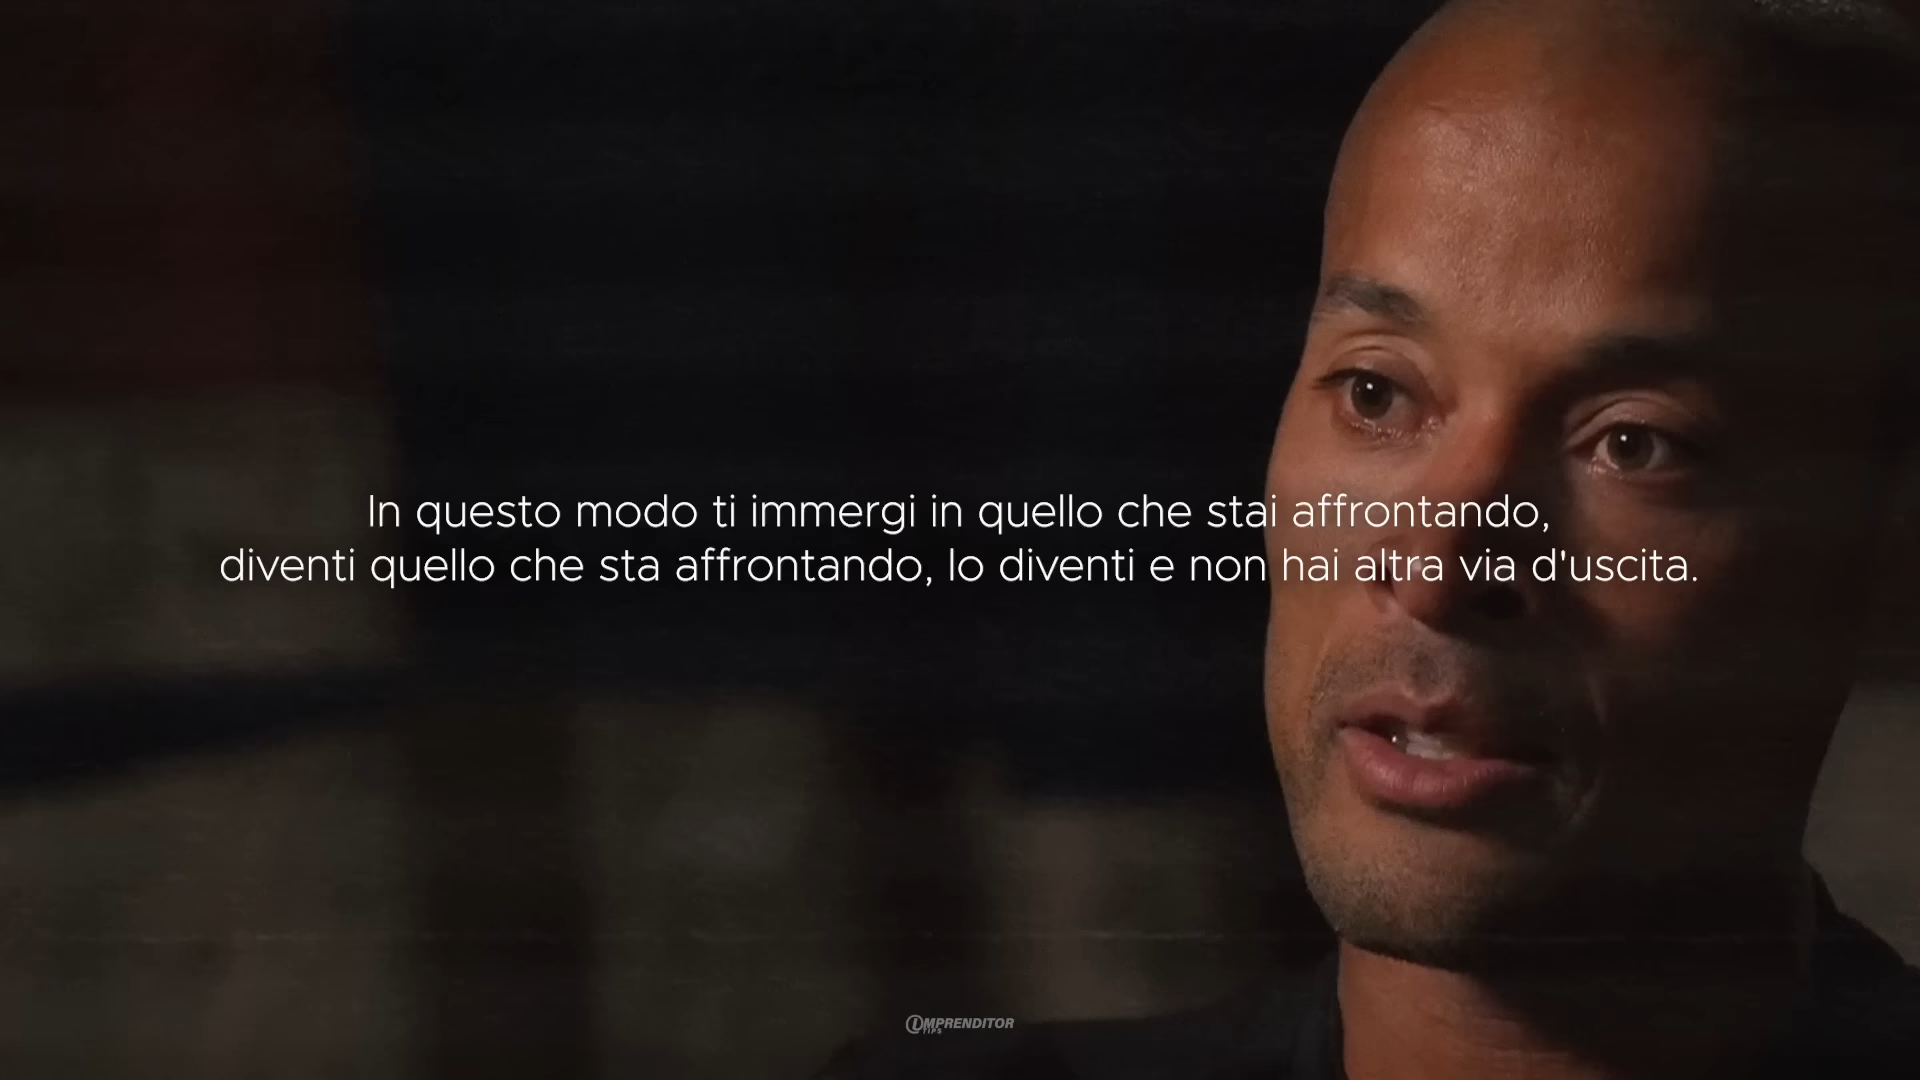 In questo modo ti immergi in quello che stai affrontando,
diventi quello che sta affrontando, lo diventi e non hai altra via d'uscita.
IMPRENDITOR
TIPS